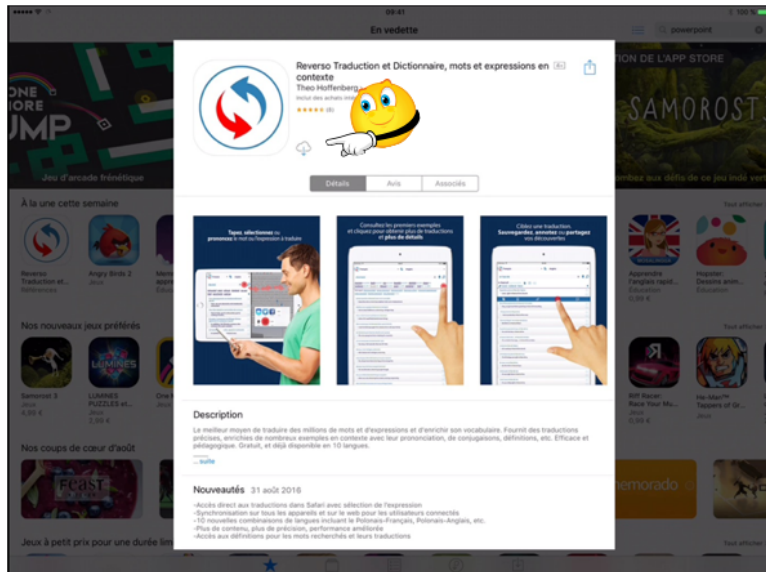 09:41
100 %
En vedette
powerpoint
ONE
MORE
JUMP
Jeu d'arcade frénétique
TION DE L'APP STORE
SAMOROST
ombez aux défis de ce jeu indé vert
Reverso Traduction et Dictionnaire, mots et expressions en
contexte
4+
Theo Hoffenberg
Inclut des achats inté
(6)
Détails
Avis
Associés
Tapez, sélectionnez ou
prononcez le mot ou l'expression à traduire
Consultez les premiers exemples
et cliquez pour obtenir plus de traductions
et plus de détails
Ciblez une traduction.
Sauvegardez, annotez ou partagez
vos découvertes
À la une cette semaine
Tout afficher
Reverso
Traduction et...
Références
Angry Birds 2
Jeux
Apprendre
l'anglais rapid...
Éducation
0,99 €
Hopster:
Dessins anim...
Éducation
Nos nouveaux jeux préférés
Tout afficher
LUMINES
Samorost 3
Jeux
4,99 €
LUMINES
PUZZLES et...
Jeux
2,99 €
Riff Racer:
Race Your Mu...
Jeux
He-Man™
Tappers of Gr...
Jeux
Description
Le meilleur moyen de traduire des millions de mots et d'expressions et d'enrichir son vocabulaire. Fournit des traductions
précises, enrichies de nombreux exemples en contexte avec leur prononciation, de conjugaisons, définitions, etc. Efficace et
pédagogique. Gratuit, et déjà disponible en 10 langues.
... suite
Nos coups de cœur d'août
FEAST
memorado
Nouveautés 31 août 2016
-Accès direct aux traductions dans Safari avec sélection de l'expression
-Synchronisation sur tous les appareils et sur le web pour les utilisateurs connectés
-10 nouvelles combinaisons de langues incluant le Polonais-Français, Polonais-Anglais, etc.
-Plus de contenu, plus de précision, performance améliorée
-Accès aux définitions pour les mots recherchés et leurs traductions
Jeux à petit prix pour une durée lim
Tout afficher